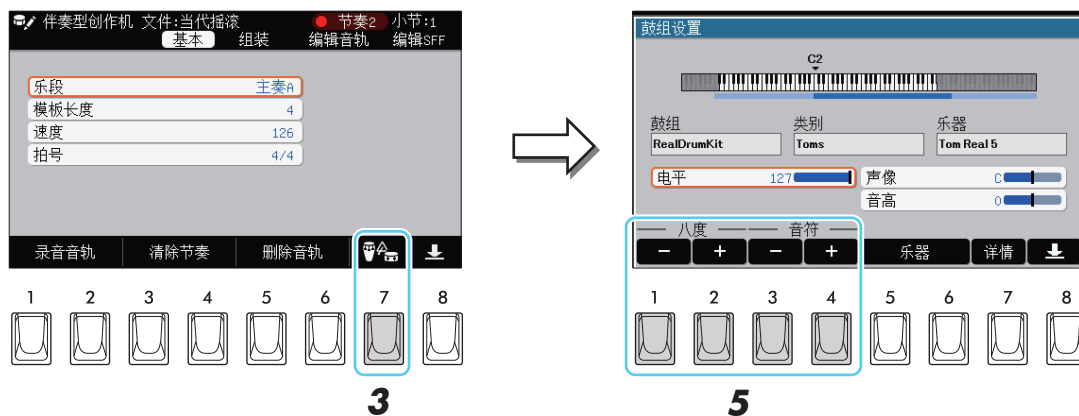 伴奏型创作机 文件:当代摇滚 节奏2 小节:1
基本 组装 编辑音轨 编辑SFF
乐段 主奏A
模板长度 4
速度 126
拍号 4/4
录音音轨 清除节奏 删除音轨
1 2 3 4 5 6 7 8
3
鼓组设置
C2
鼓组 类别 乐器
RealDrumKit Toms Tom Real 5
电平 127 声像 C
音高 0
八度 音符
− + − + 乐器 详情
1 2 3 4 5 6 7 8
5